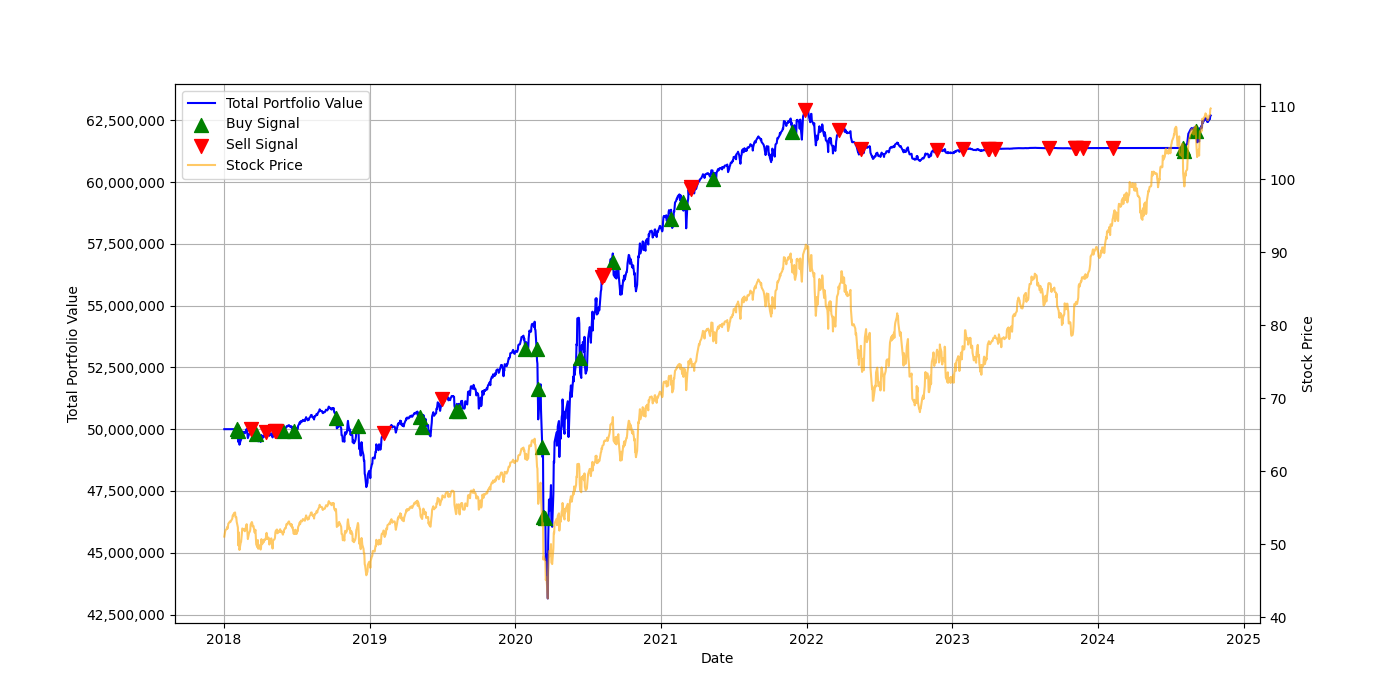 Total Portfolio Value
Buy Signal
Sell Signal
Stock Price
62,500,000
60,000,000
57,500,000
55,000,000
52,500,000
50,000,000
47,500,000
45,000,000
42,500,000
Total Portfolio Value
110
100
90
80
70
60
50
40
Stock Price
2018 2019 2020 2021 2022 2023 2024 2025
Date